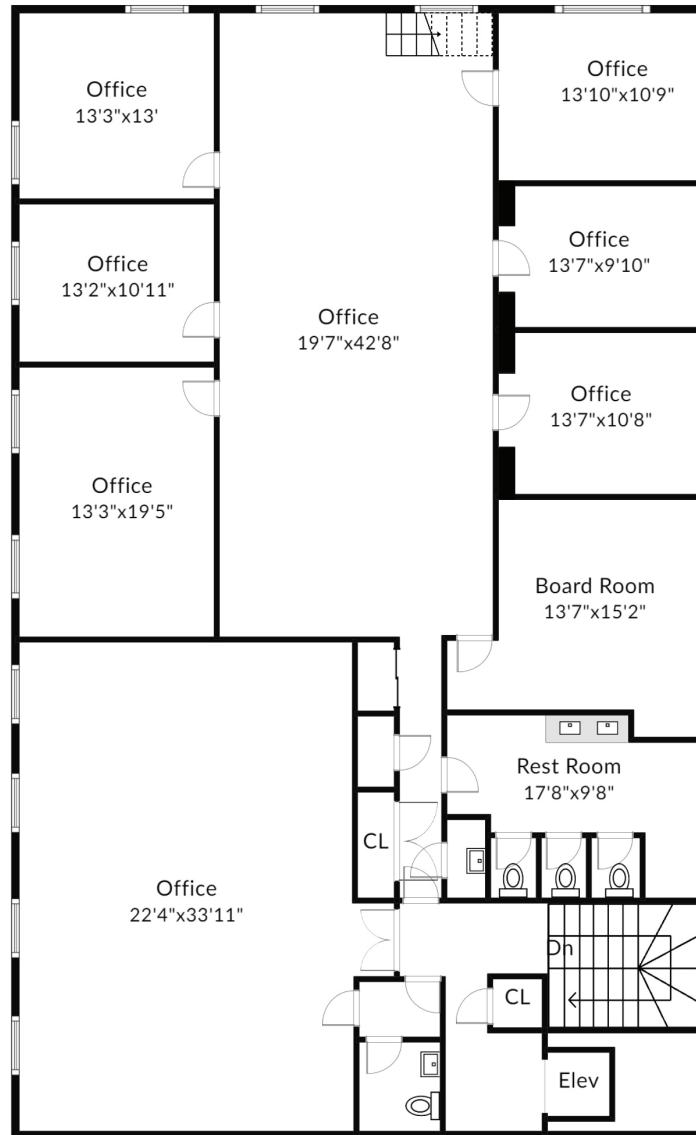 Office
13'3"x13'
Office
13'10"x10'9"
Office
13'2"x10'11"
Office
13'7"x9'10"
Office
19'7"x42'8"
Office
13'7"x10'8"
Office
13'3"x19'5"
Board Room
13'7"x15'2"
Rest Room
17'8"x9'8"
CL
Office
22'4"x33'11"
Dn
CL
Elev